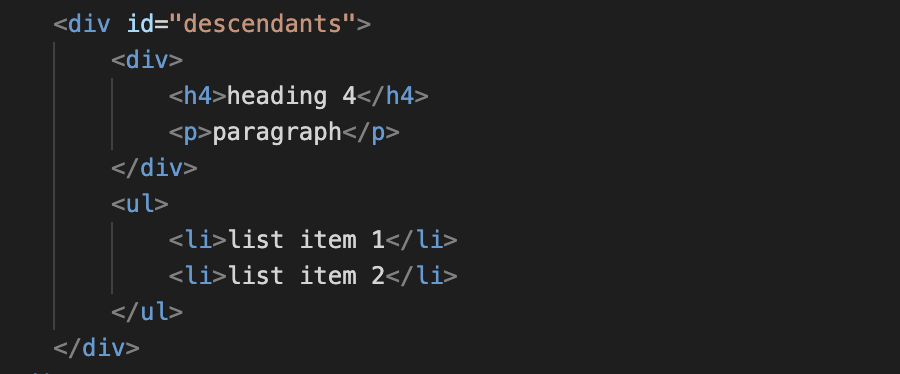 <div id="descendants">
    <div>
        <h4>heading 4</h4>
        <p>paragraph</p>
    </div>
    <ul>
        <li>list item 1</li>
        <li>list item 2</li>
    </ul>
</div>